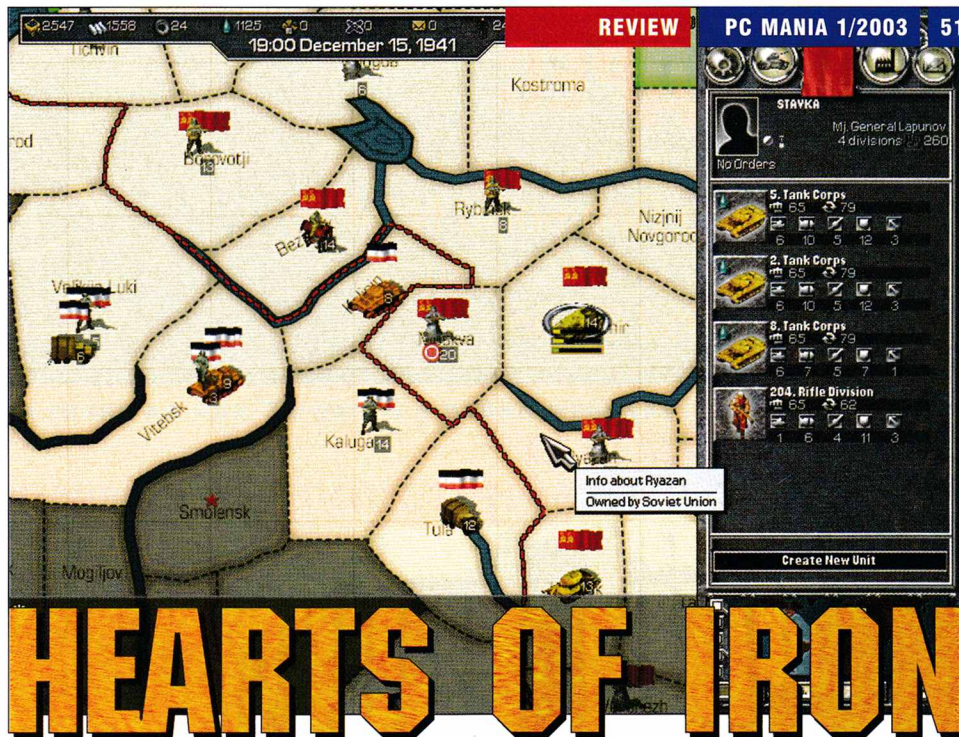 2547 1558 24 1125 0 0 0 24
19:00 December 15, 1941
REVIEW
PC MANIA 1/2003 51
Tichvin
Kostroma
6
rod
13
Bez
14
Ryb
8
Nizjnij
Novgorod
Velikije Luki
6
8
Moskva
20
14
Vitebsk
9
3
Kaluga
14
Smolensk
Tula
12
Mogiljov
13
Info about Ryazan
Owned by Soviet Union
STAVKA
Mj. General Lapunov
4 divisions 260
No Orders
5. Tank Corps
65 79
6 10 5 12 3
2. Tank Corps
65 79
6 10 5 12 3
8. Tank Corps
65 79
6 7 5 7 1
204. Rifle Division
65 62
1 6 4 11 3
Create New Unit
HEARTS OF IRON